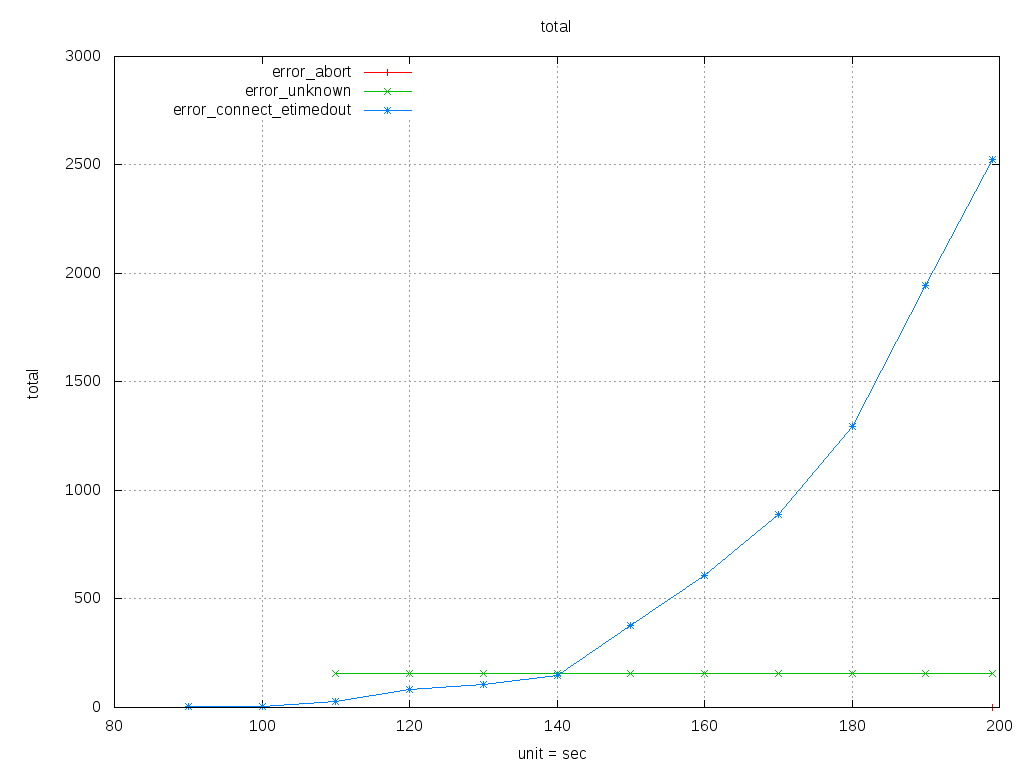 total
3000
2500
2000
1500
1000
500
0
total
error_abort
error_unknown
error_connect_etimedout
80 100 120 140 160 180 200
unit = sec